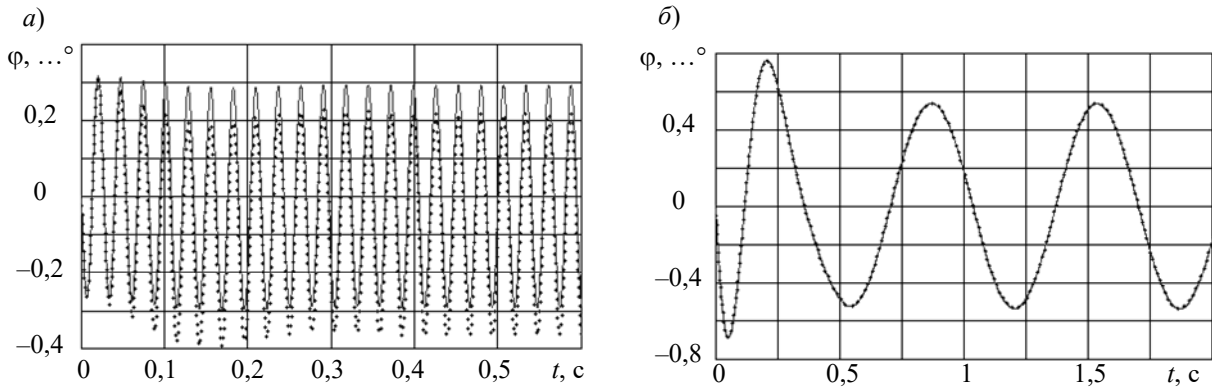 а)
φ, ...°
0,2
0
–0,2
–0,4
0 0,1 0,2 0,3 0,4 0,5 t, с
б)
φ, ...°
0,4
0
–0,4
–0,8
0 0,5 1 1,5 t, с